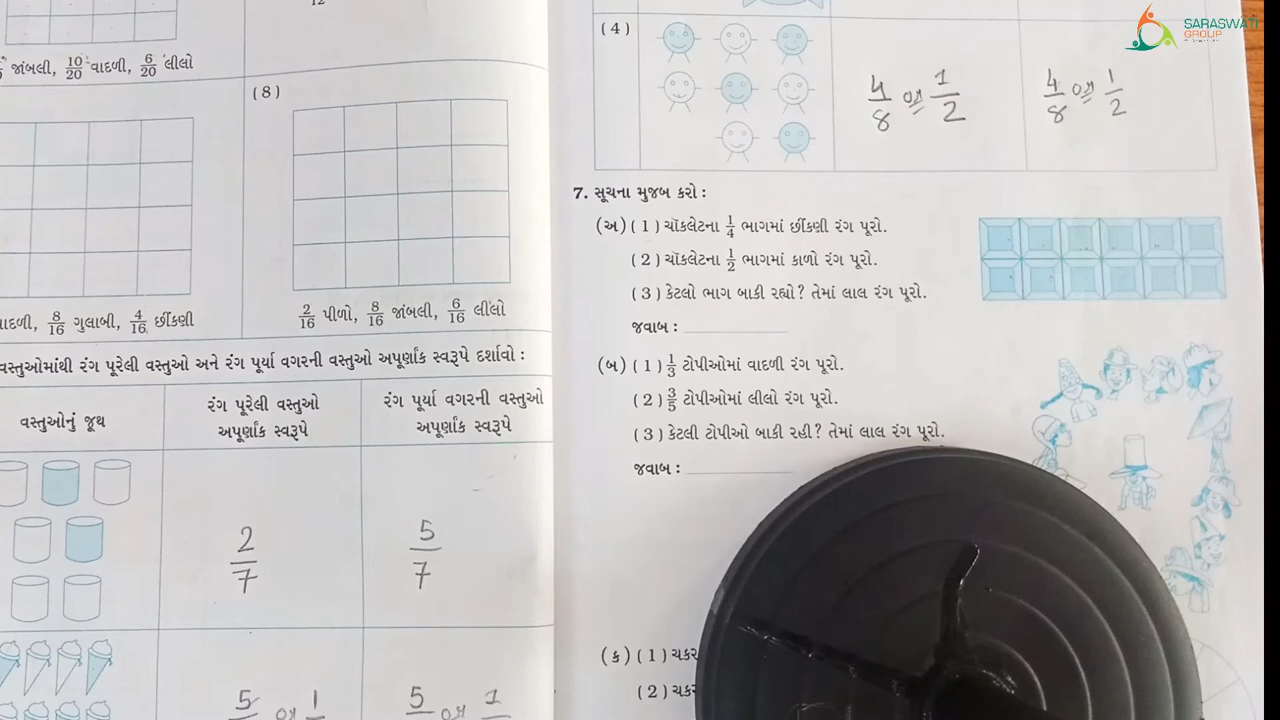 12
જાંબલી, 10/20 વાદળી, 6/20 લીલો
(8)
8/16 ગુલાબી, 4/16 છીંકણી
2/16 પીળો, 8/16 જાંબલી, 6/16 લીલો
વસ્તુઓમાંથી રંગ પૂરેલી વસ્તુઓ અને રંગ પૂર્યા વગરની વસ્તુઓ અપૂર્ણાંક સ્વરૂપે દર્શાવો :
વસ્તુઓનું જૂથ
રંગ પૂરેલી વસ્તુઓ
અપૂર્ણાંક સ્વરૂપે
રંગ પૂર્યા વગરની વસ્તુઓ
અપૂર્ણાંક સ્વરૂપે
2/7
5/7
SARASWATI
GROUP
(4)
4/8 અથ 1/2
4/8 અથ 1/2
7. સૂચના મુજબ કરો :
(અ) (1) ચૉકલેટના 1/4 ભાગમાં છીંકણી રંગ પૂરો.
(2) ચૉકલેટના 1/2 ભાગમાં કાળો રંગ પૂરો.
(3) કેટલો ભાગ બાકી રહ્યો? તેમાં લાલ રંગ પૂરો.
જવાબ :
(બ) (1) 1/3 ટોપીઓમાં વાદળી રંગ પૂરો.
(2) 3/5 ટોપીઓમાં લીલો રંગ પૂરો.
(3) કેટલી ટોપીઓ બાકી રહી? તેમાં લાલ રંગ પૂરો.
જવાબ :
(ક) (1)
(2)